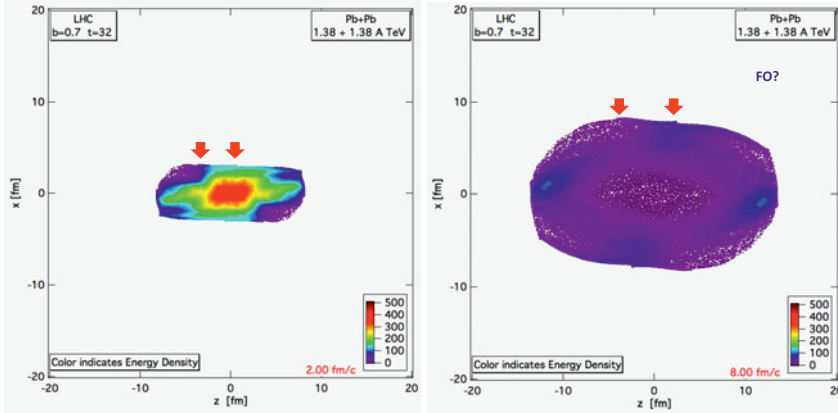 20
LHC
b=0.7 t=32
Pb+Pb
1.38 + 1.38 A TeV
10
x [fm]
0
-10
500
400
300
200
100
0
Color indicates Energy Density
2.00 fm/c
-20
-20
-10
0
10
20
z [fm]
20
LHC
b=0.7 t=32
Pb+Pb
1.38 + 1.38 A TeV
FO?
10
x [fm]
0
-10
500
400
300
200
100
0
Color indicates Energy Density
8.00 fm/c
-20
-20
-10
0
10
20
z [fm]